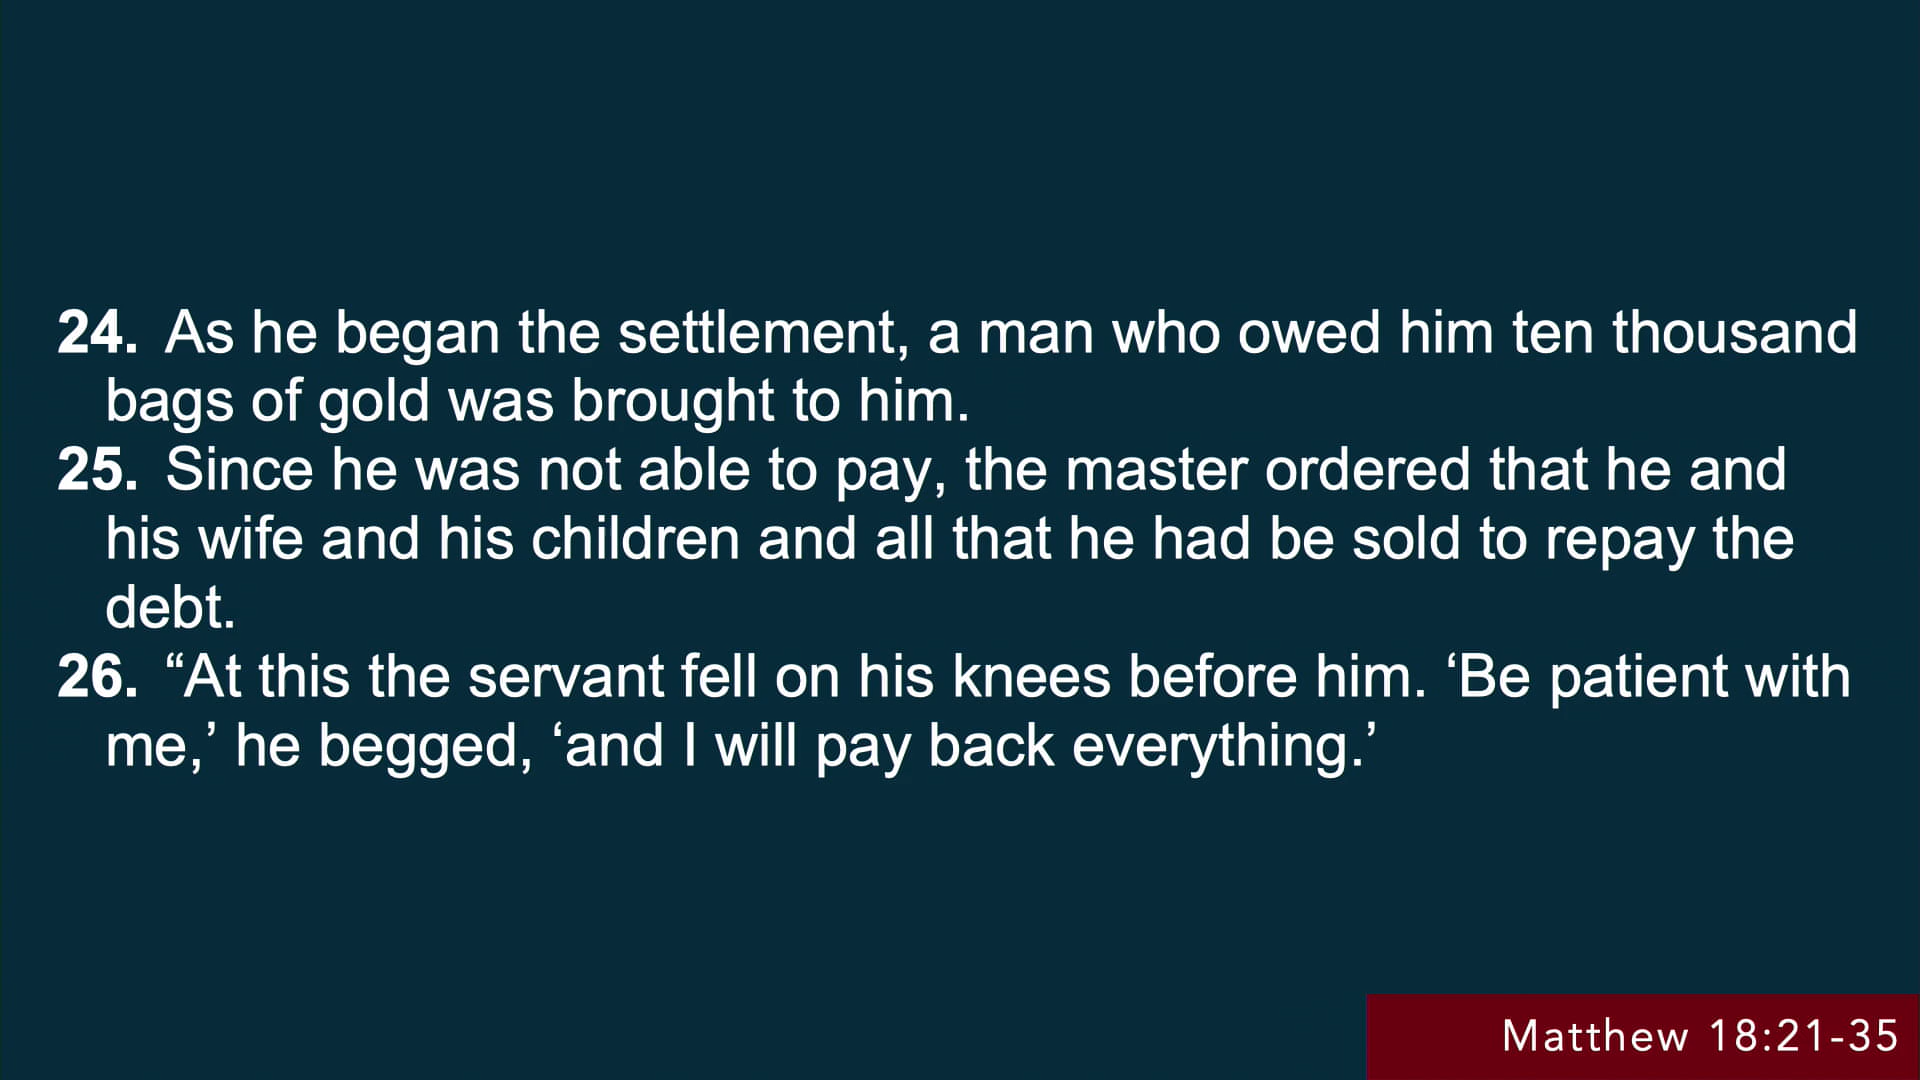 24. As he began the settlement, a man who owed him ten thousand
bags of gold was brought to him.
25. Since he was not able to pay, the master ordered that he and
his wife and his children and all that he had be sold to repay the
debt.
26. “At this the servant fell on his knees before him. ‘Be patient with
me,’ he begged, ‘and I will pay back everything.’
Matthew 18:21-35